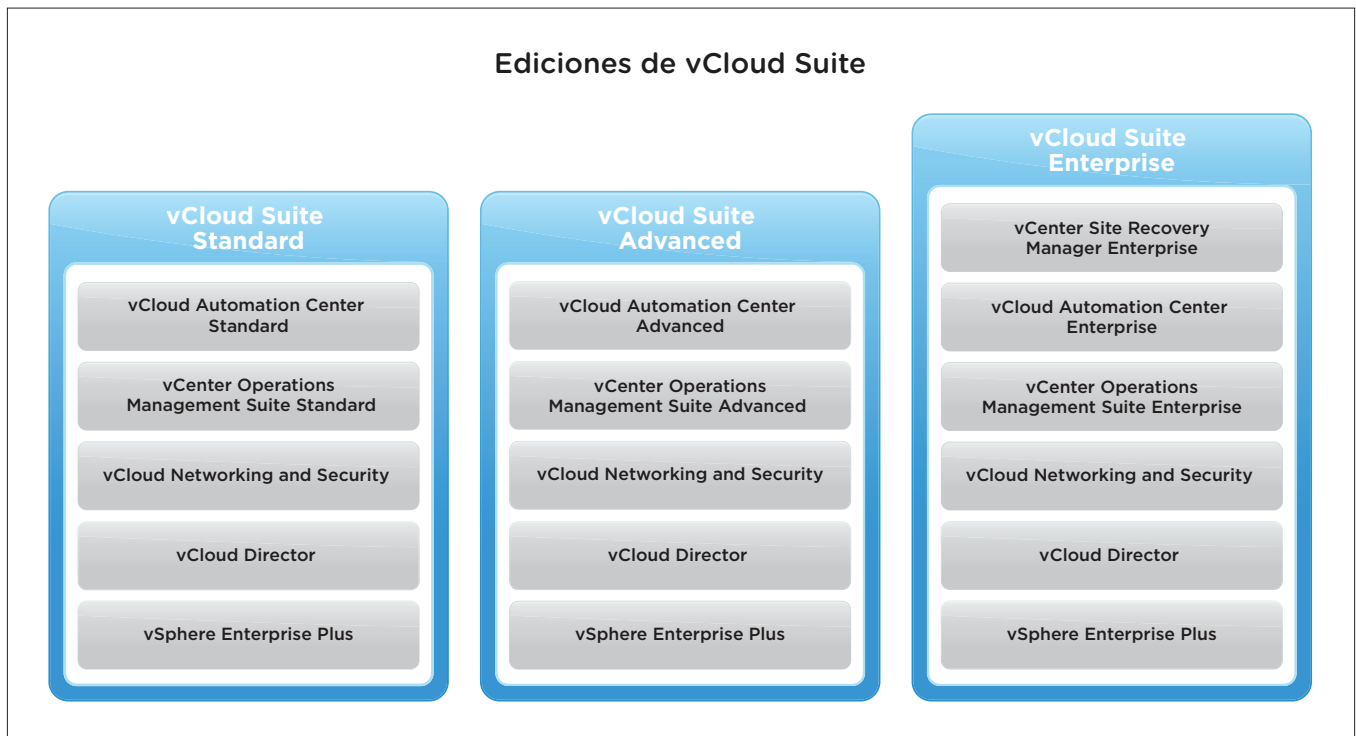 Ediciones de vCloud Suite
vCloud Suite
Standard
vCloud Automation Center
Standard
vCenter Operations
Management Suite Standard
vCloud Networking and Security
vCloud Director
vSphere Enterprise Plus
vCloud Suite
Advanced
vCloud Automation Center
Advanced
vCenter Operations
Management Suite Advanced
vCloud Networking and Security
vCloud Director
vSphere Enterprise Plus
vCloud Suite
Enterprise
vCenter Site Recovery
Manager Enterprise
vCloud Automation Center
Enterprise
vCenter Operations
Management Suite Enterprise
vCloud Networking and Security
vCloud Director
vSphere Enterprise Plus